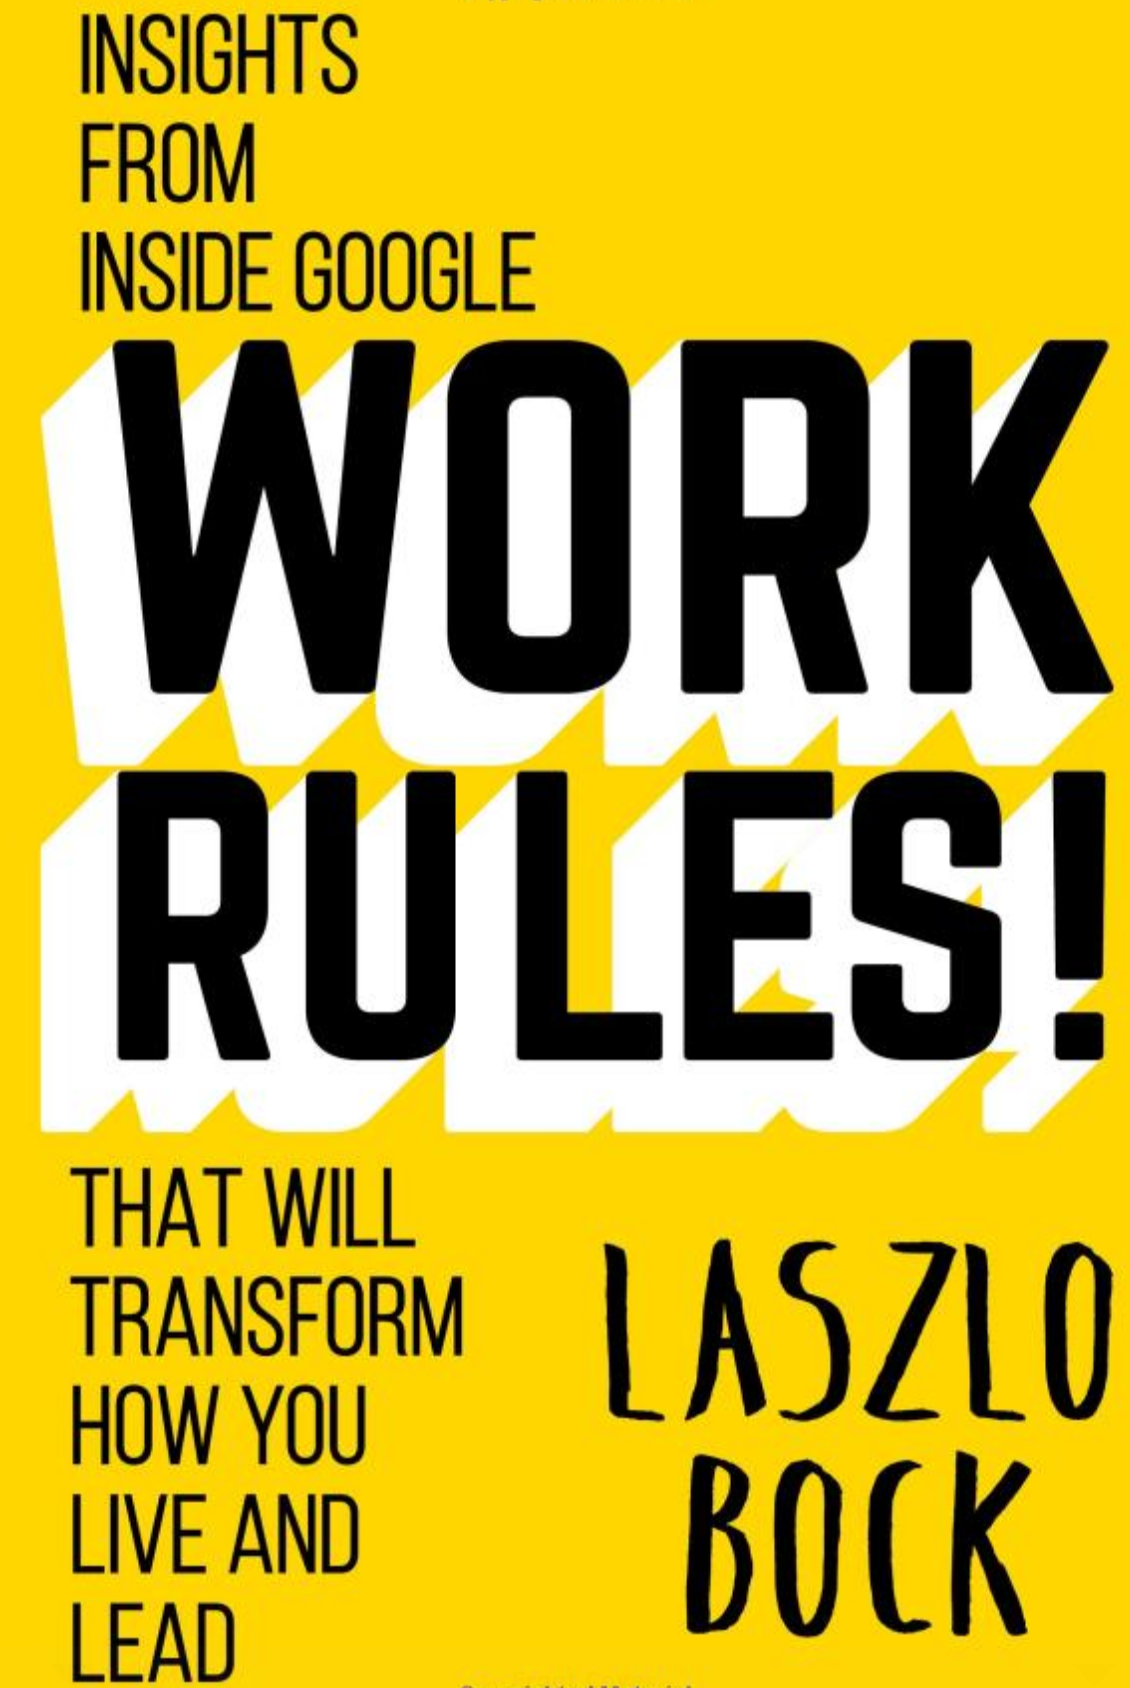 INSIGHTS
FROM
INSIDE GOOGLE
WORK
RULES!
THAT WILL
TRANSFORM
HOW YOU
LIVE AND
LEAD
LASZLO
BOCK